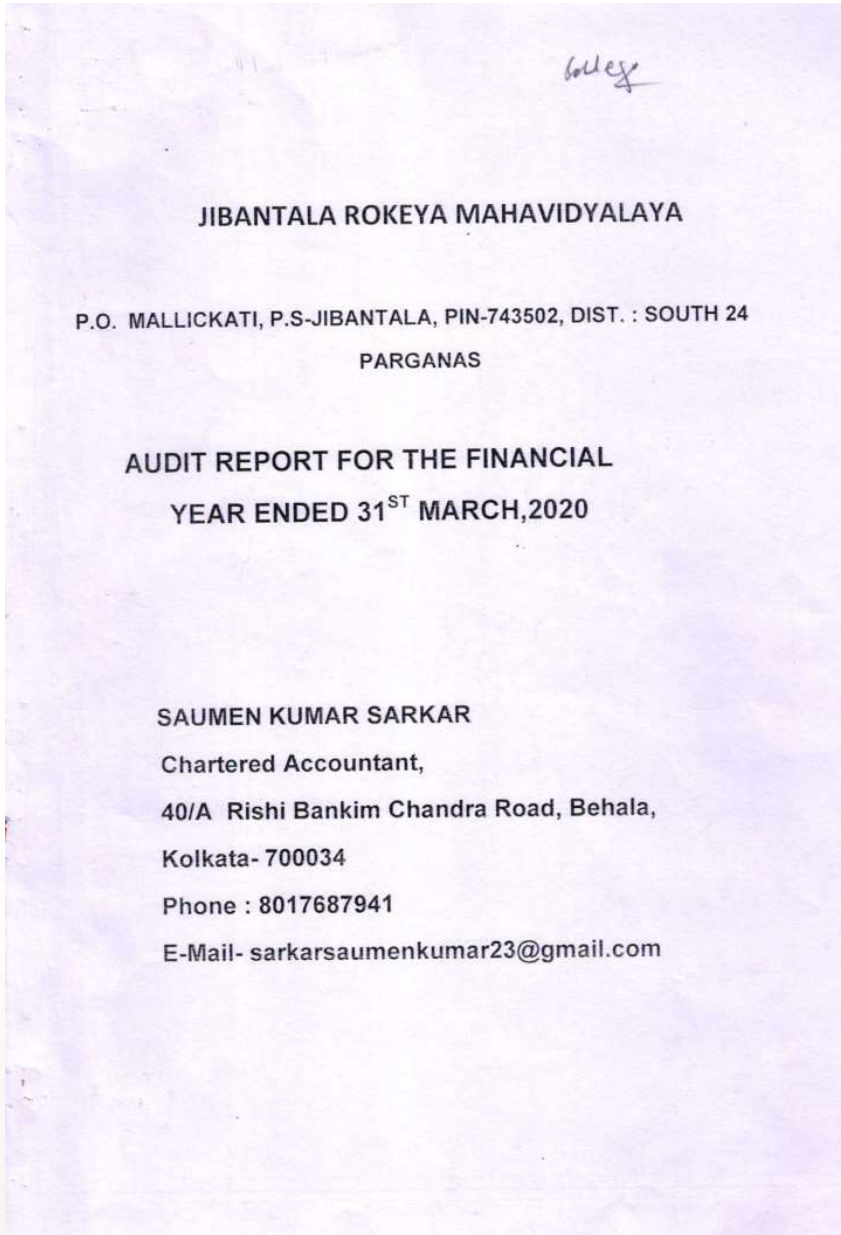 College
JIBANTALA ROKEYA MAHAVIDYALAYA
P.O. MALLICKATI, P.S-JIBANTALA, PIN-743502, DIST. : SOUTH 24
PARGANAS
AUDIT REPORT FOR THE FINANCIAL
YEAR ENDED 31ST MARCH,2020
SAUMEN KUMAR SARKAR
Chartered Accountant,
40/A Rishi Bankim Chandra Road, Behala,
Kolkata- 700034
Phone : 8017687941
E-Mail- sarkarsaumenkumar23@gmail.com